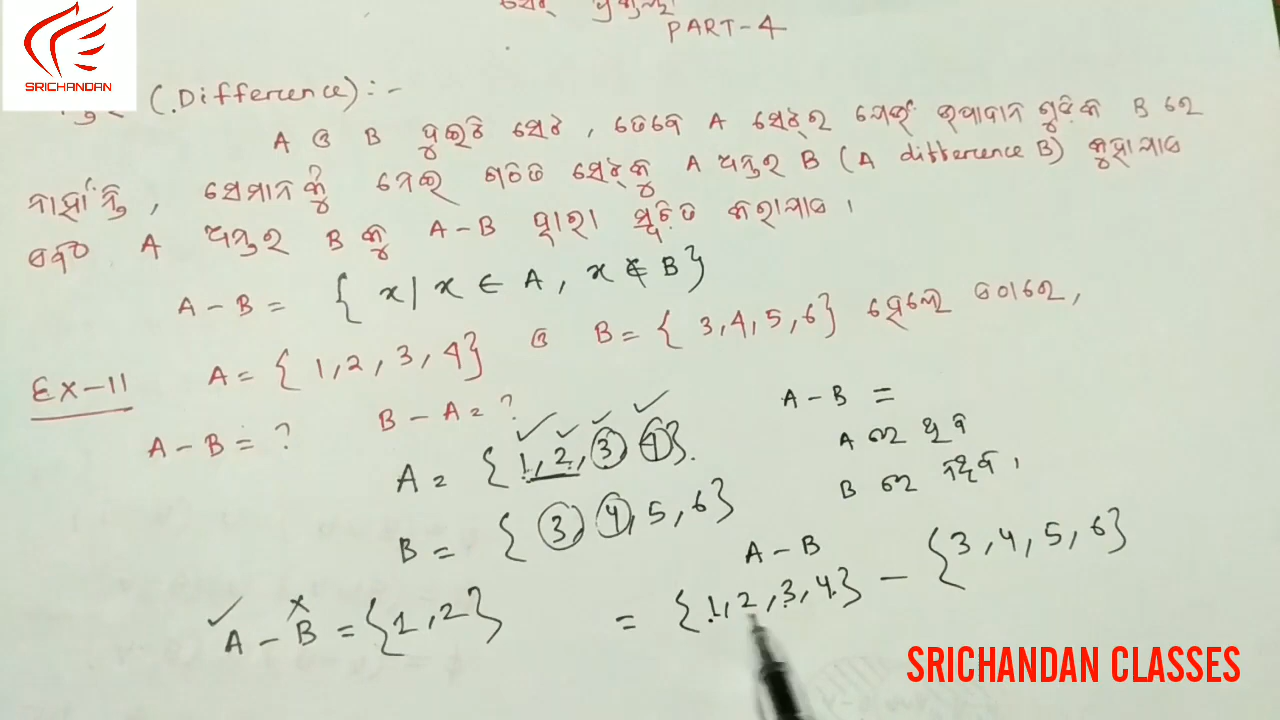 PART-4
SRICHANDAN
(Difference) :-
A ଓ B ଦୁଇଟି ସେଟ୍, ତେବେ A ସେଟ୍‌ର ଯେଉଁ ଉପାଦାନ ଗୁଡ଼ିକ B ରେ
ନାହାଁନ୍ତି, ସେମାନଙ୍କୁ ନେଇ ଗଠିତ ସେଟ୍‌କୁ A ଅନ୍ତର B (A difference B) କୁହାଯାଏ
ଏବଂ A ଅନ୍ତର B କୁ A-B ଦ୍ୱାରା ସୂଚିତ କରାଯାଏ ।
A - B = { x | x ∈ A, x ∉ B }
Ex-11 A = { 1, 2, 3, 4 } ଓ B = { 3, 4, 5, 6 } ହେଲେ
A - B = ? B - A = ?
A - B =
A = { 1, 2, 3 4 }.
A ରେ ଥିବ
B ରେ ନଥିବ ।
B = { 3, 4, 5, 6 }
A - B
A - B = { 1, 2 } = { 1, 2, 3, 4 } - { 3, 4, 5, 6 }
SRICHANDAN CLASSES